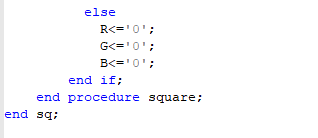 else
R<='0';
G<='0';
B<='0';
end if;
end procedure square;
end sq;